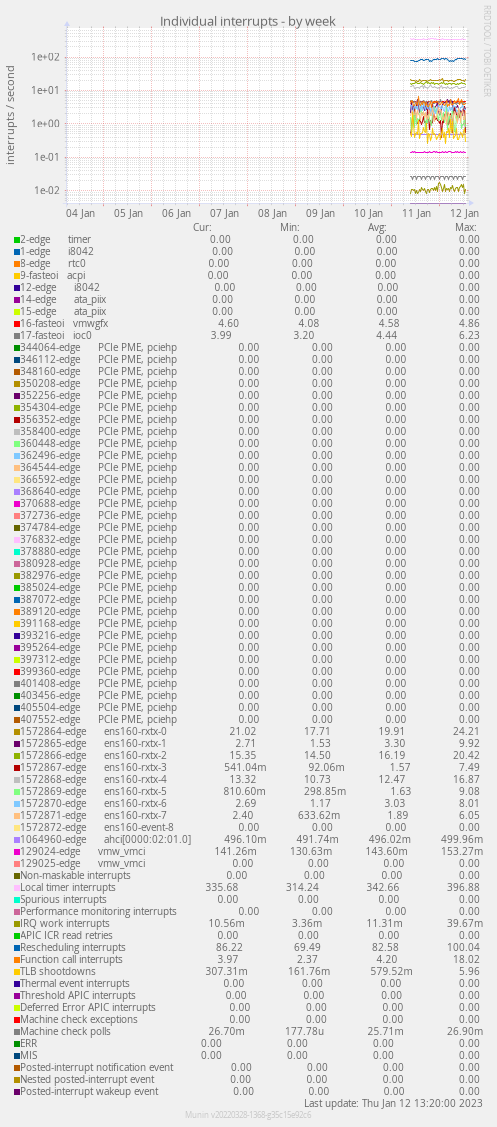 Individual interrupts - by week
RRDTOOL / TOBI OETIKER
interrupts / second
1e+02
1e+01
1e+00
1e-01
1e-02
04 Jan 05 Jan 06 Jan 07 Jan 08 Jan 09 Jan 10 Jan 11 Jan 12 Jan
Cur: Min: Avg: Max:
2-edge timer 0.00 0.00 0.00 0.00
1-edge i8042 0.00 0.00 0.00 0.00
8-edge rtc0 0.00 0.00 0.00 0.00
9-fasteoi acpi 0.00 0.00 0.00 0.00
12-edge i8042 0.00 0.00 0.00 0.00
14-edge ata_piix 0.00 0.00 0.00 0.00
15-edge ata_piix 0.00 0.00 0.00 0.00
16-fasteoi vmwgfx 4.60 4.08 4.58 4.86
17-fasteoi ioc0 3.99 3.20 4.44 6.23
344064-edge PCIe PME, pciehp 0.00 0.00 0.00 0.00
346112-edge PCIe PME, pciehp 0.00 0.00 0.00 0.00
348160-edge PCIe PME, pciehp 0.00 0.00 0.00 0.00
350208-edge PCIe PME, pciehp 0.00 0.00 0.00 0.00
352256-edge PCIe PME, pciehp 0.00 0.00 0.00 0.00
354304-edge PCIe PME, pciehp 0.00 0.00 0.00 0.00
356352-edge PCIe PME, pciehp 0.00 0.00 0.00 0.00
358400-edge PCIe PME, pciehp 0.00 0.00 0.00 0.00
360448-edge PCIe PME, pciehp 0.00 0.00 0.00 0.00
362496-edge PCIe PME, pciehp 0.00 0.00 0.00 0.00
364544-edge PCIe PME, pciehp 0.00 0.00 0.00 0.00
366592-edge PCIe PME, pciehp 0.00 0.00 0.00 0.00
368640-edge PCIe PME, pciehp 0.00 0.00 0.00 0.00
370688-edge PCIe PME, pciehp 0.00 0.00 0.00 0.00
372736-edge PCIe PME, pciehp 0.00 0.00 0.00 0.00
374784-edge PCIe PME, pciehp 0.00 0.00 0.00 0.00
376832-edge PCIe PME, pciehp 0.00 0.00 0.00 0.00
378880-edge PCIe PME, pciehp 0.00 0.00 0.00 0.00
380928-edge PCIe PME, pciehp 0.00 0.00 0.00 0.00
382976-edge PCIe PME, pciehp 0.00 0.00 0.00 0.00
385024-edge PCIe PME, pciehp 0.00 0.00 0.00 0.00
387072-edge PCIe PME, pciehp 0.00 0.00 0.00 0.00
389120-edge PCIe PME, pciehp 0.00 0.00 0.00 0.00
391168-edge PCIe PME, pciehp 0.00 0.00 0.00 0.00
393216-edge PCIe PME, pciehp 0.00 0.00 0.00 0.00
395264-edge PCIe PME, pciehp 0.00 0.00 0.00 0.00
397312-edge PCIe PME, pciehp 0.00 0.00 0.00 0.00
399360-edge PCIe PME, pciehp 0.00 0.00 0.00 0.00
401408-edge PCIe PME, pciehp 0.00 0.00 0.00 0.00
403456-edge PCIe PME, pciehp 0.00 0.00 0.00 0.00
405504-edge PCIe PME, pciehp 0.00 0.00 0.00 0.00
407552-edge PCIe PME, pciehp 0.00 0.00 0.00 0.00
1572864-edge ens160-rxtx-0 21.02 17.71 19.91 24.21
1572865-edge ens160-rxtx-1 2.71 1.53 3.30 9.92
1572866-edge ens160-rxtx-2 15.35 14.50 16.19 20.42
1572867-edge ens160-rxtx-3 541.04m 92.06m 1.57 7.49
1572868-edge ens160-rxtx-4 13.32 10.73 12.47 16.87
1572869-edge ens160-rxtx-5 810.60m 298.85m 1.63 9.08
1572870-edge ens160-rxtx-6 2.69 1.17 3.03 8.01
1572871-edge ens160-rxtx-7 2.40 633.62m 1.89 6.05
1572872-edge ens160-event-8 0.00 0.00 0.00 0.00
1064960-edge ahci[0000:02:01.0] 496.10m 491.74m 496.02m 499.96m
129024-edge vmw_vmci 141.26m 130.63m 143.60m 153.27m
129025-edge vmw_vmci 0.00 0.00 0.00 0.00
Non-maskable interrupts 0.00 0.00 0.00 0.00
Local timer interrupts 335.68 314.24 342.66 396.88
Spurious interrupts 0.00 0.00 0.00 0.00
Performance monitoring interrupts 0.00 0.00 0.00 0.00
IRQ work interrupts 10.56m 3.36m 11.31m 39.67m
APIC ICR read retries 0.00 0.00 0.00 0.00
Rescheduling interrupts 86.22 69.49 82.58 100.04
Function call interrupts 3.97 2.37 4.20 18.02
TLB shootdowns 307.31m 161.76m 579.52m 5.96
Thermal event interrupts 0.00 0.00 0.00 0.00
Threshold APIC interrupts 0.00 0.00 0.00 0.00
Deferred Error APIC interrupts 0.00 0.00 0.00 0.00
Machine check exceptions 0.00 0.00 0.00 0.00
Machine check polls 26.70m 177.78u 25.71m 26.90m
ERR 0.00 0.00 0.00 0.00
MIS 0.00 0.00 0.00 0.00
Posted-interrupt notification event 0.00 0.00 0.00 0.00
Nested posted-interrupt event 0.00 0.00 0.00 0.00
Posted-interrupt wakeup event 0.00 0.00 0.00 0.00
Last update: Thu Jan 12 13:20:00 2023
Munin v20220328-1368-g35c15e92c6